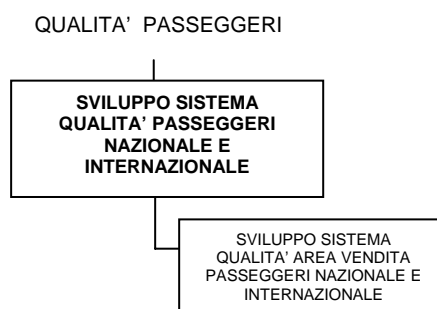 QUALITA’ PASSEGGERI
SVILUPPO SISTEMA
QUALITA’ PASSEGGERI
NAZIONALE E
INTERNAZIONALE
SVILUPPO SISTEMA
QUALITA’ AREA VENDITA
PASSEGGERI NAZIONALE E
INTERNAZIONALE